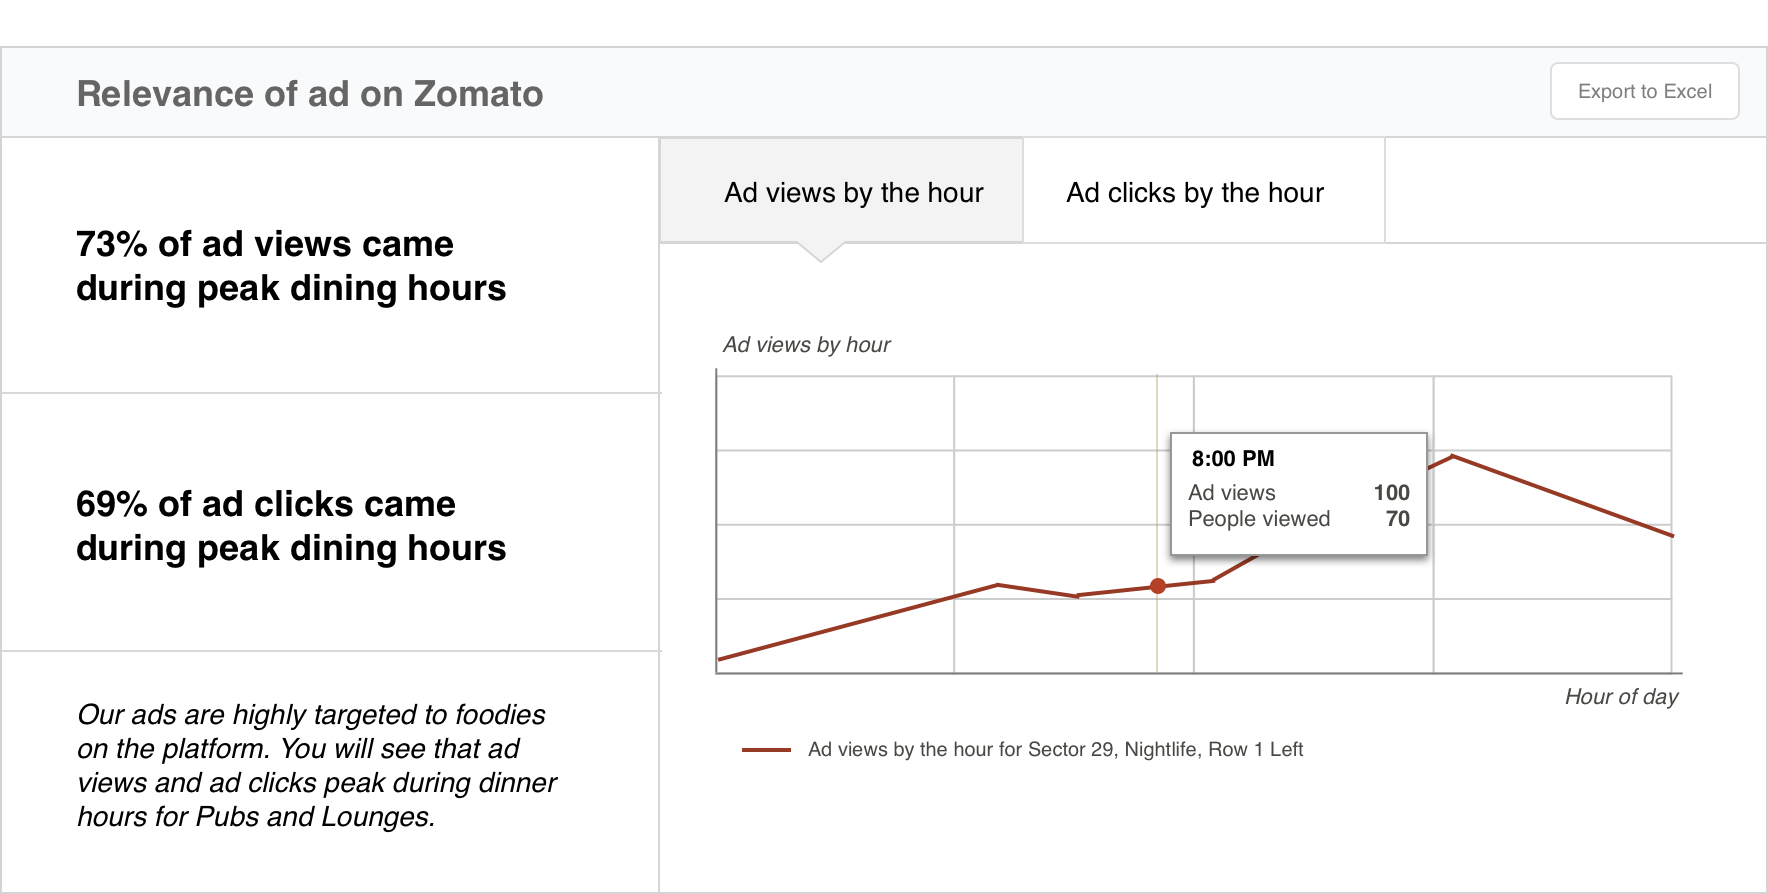 Relevance of ad on Zomato
Export to Excel
73% of ad views came
during peak dining hours
69% of ad clicks came
during peak dining hours
Our ads are highly targeted to foodies
on the platform. You will see that ad
views and ad clicks peak during dinner
hours for Pubs and Lounges.
Ad views by the hour
Ad clicks by the hour
Ad views by hour
8:00 PM
Ad views 100
People viewed 70
Hour of day
Ad views by the hour for Sector 29, Nightlife, Row 1 Left